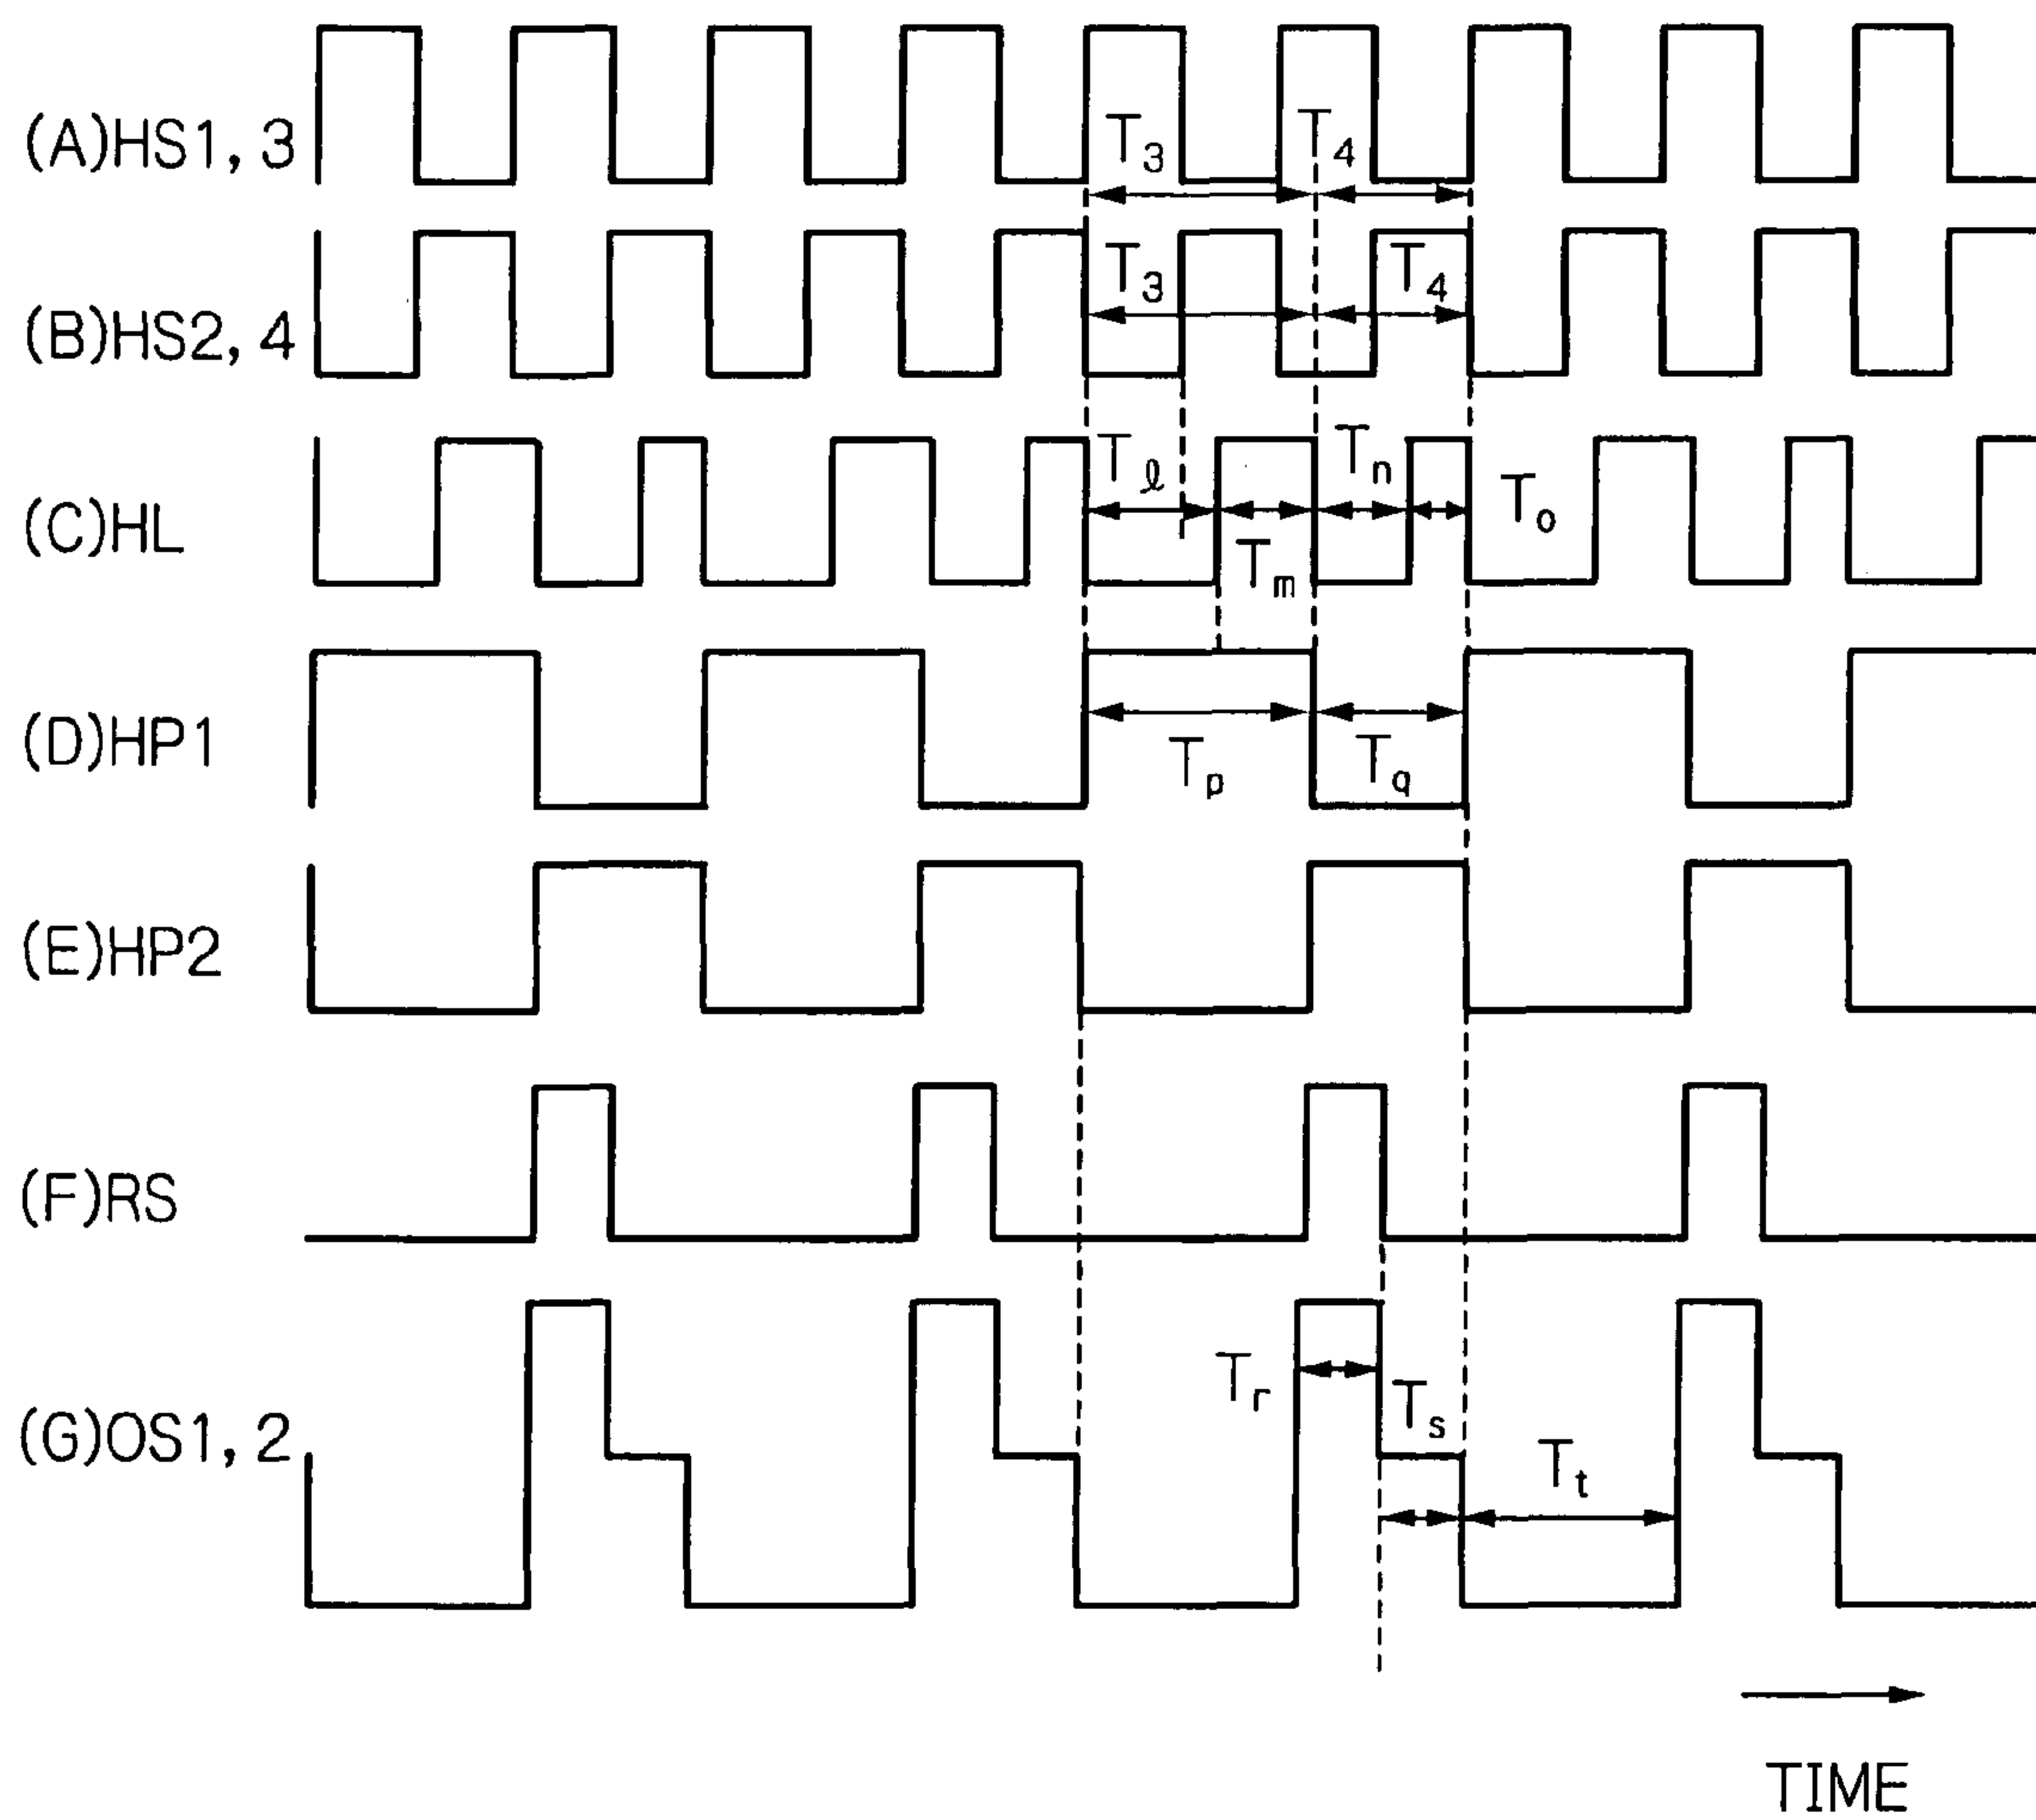 (A)HS1,3
T3 T4
(B)HS2,4
T3 T4
(C)HL
Tℓ Tm Tn To
(D)HP1
Tp Tq
(E)HP2
(F)RS
(G)OS1,2
Tr Ts Tt
TIME